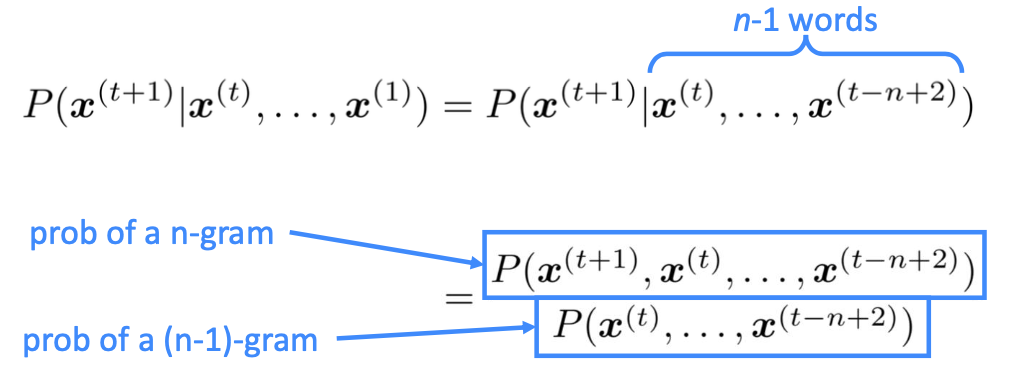 n-1 words
P(x^(t+1)|x^(t), . . . , x^(1)) = P(x^(t+1)|x^(t), . . . , x^(t−n+2))
prob of a n-gram
P(x^(t+1), x^(t), . . . , x^(t−n+2))
=
prob of a (n-1)-gram
P(x^(t), . . . , x^(t−n+2))